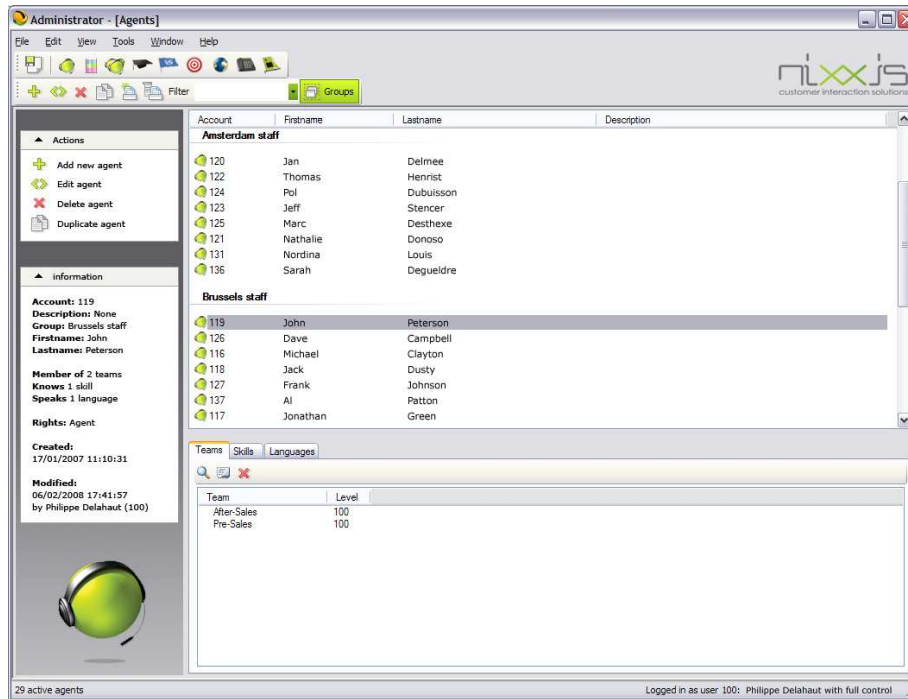 Administrator - [Agents]
File Edit View Tools Window Help
nixxis
customer interaction solutions
Filter Groups
Actions
Add new agent
Edit agent
Delete agent
Duplicate agent
information
Account: 119
Description: None
Group: Brussels staff
Firstname: John
Lastname: Peterson
Member of 2 teams
Knows 1 skill
Speaks 1 language
Rights: Agent
Created:
17/01/2007 11:10:31
Modified:
06/02/2008 17:41:57
by Philippe Delahaut (100)
Account Firstname Lastname Description
Amsterdam staff
120 Jan Delmee
122 Thomas Henrist
124 Pol Dubuisson
123 Jeff Stencer
125 Marc Desthexe
121 Nathalie Donoso
131 Nordina Louis
136 Sarah Degueldre
Brussels staff
119 John Peterson
126 Dave Campbell
116 Michael Clayton
118 Jack Dusty
127 Frank Johnson
137 Al Patton
117 Jonathan Green
Teams Skills Languages
Team Level
After-Sales 100
Pre-Sales 100
29 active agents
Logged in as user 100: Philippe Delahaut with full control